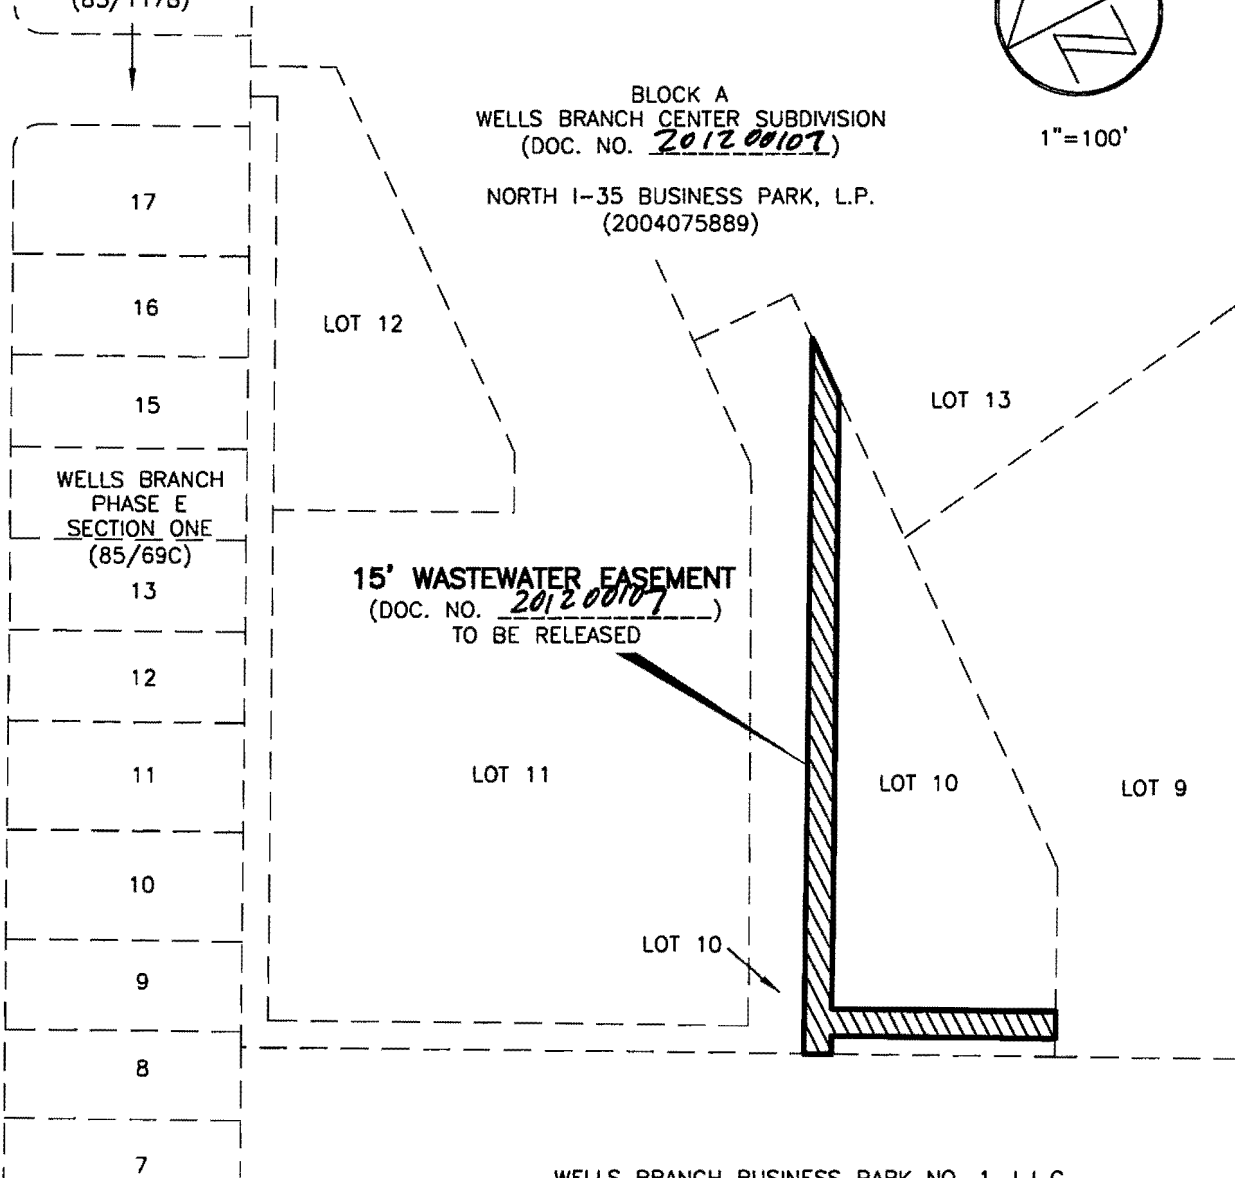 BLOCK A
WELLS BRANCH CENTER SUBDIVISION
(DOC. NO. 201200107)
1"=100'
NORTH I-35 BUSINESS PARK, L.P.
(2004075889)
17
16
LOT 12
15
LOT 13
WELLS BRANCH
PHASE E
SECTION ONE
(85/69C)
15' WASTEWATER EASEMENT
(DOC. NO. 201200107)
TO BE RELEASED
13
12
11
LOT 11
LOT 10
LOT 9
10
LOT 10
9
8
7
WELLS BRANCH BUSINESS PARK NO. 1
N